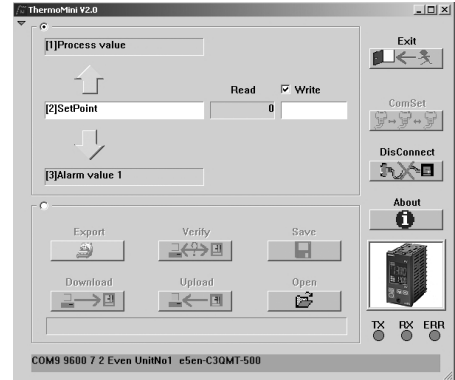 ThermoMini V2.0
[1]Process value
Exit
Read Write
[2]SetPoint 0
ComSet
DisConnect
[3]Alarm value 1
About
Export Verify Save
Download Upload Open
TX RX ERR
COM9 9600 7 2 Even UnitNo1 e5en-C3QMT-500